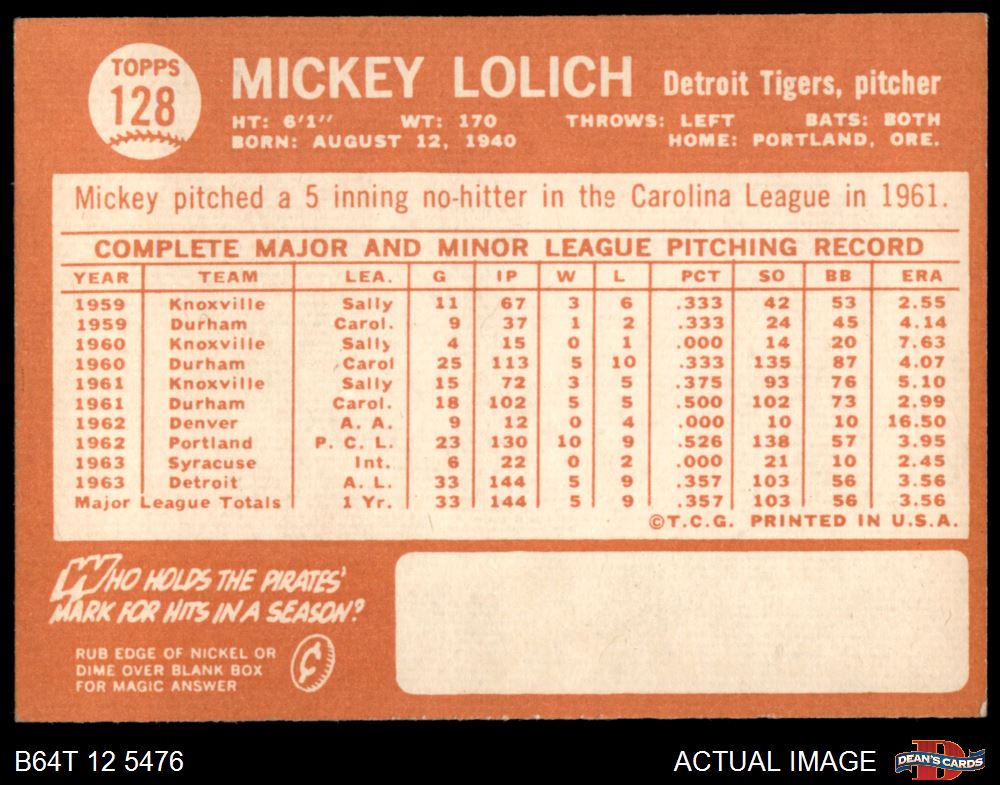 TOPPS
128
MICKEY LOLICH Detroit Tigers, pitcher
HT: 6'1" WT: 170 THROWS: LEFT BATS: BOTH
BORN: AUGUST 12, 1940 HOME: PORTLAND, ORE.
Mickey pitched a 5 inning no-hitter in the Carolina League in 1961.
COMPLETE MAJOR AND MINOR LEAGUE PITCHING RECORD
YEAR TEAM LEA. G IP W L PCT SO BB ERA
1959 Knoxville Sally 11 67 3 6 .333 42 53 2.55
1959 Durham Carol. 9 37 1 2 .333 24 45 4.14
1960 Knoxville Sally 4 15 0 1 .000 14 20 7.63
1960 Durham Carol 25 113 5 10 .333 135 87 4.07
1961 Knoxville Sally 15 72 3 5 .375 93 76 5.10
1961 Durham Carol. 18 102 5 5 .500 102 73 2.99
1962 Denver A. A. 9 12 0 4 .000 10 10 16.50
1962 Portland P. C. L. 23 130 10 9 .526 138 57 3.95
1963 Syracuse Int. 6 22 0 2 .000 21 10 2.45
1963 Detroit A. L. 33 144 5 9 .357 103 56 3.56
Major League Totals 1 Yr. 33 144 5 9 .357 103 56 3.56
©T.C.G. PRINTED IN U.S.A.
WHO HOLDS THE PIRATES'
MARK FOR HITS IN A SEASON?
RUB EDGE OF NICKEL OR
DIME OVER BLANK BOX
FOR MAGIC ANSWER
¢
B64T 12 5476 ACTUAL IMAGE D DEAN'S CARDS